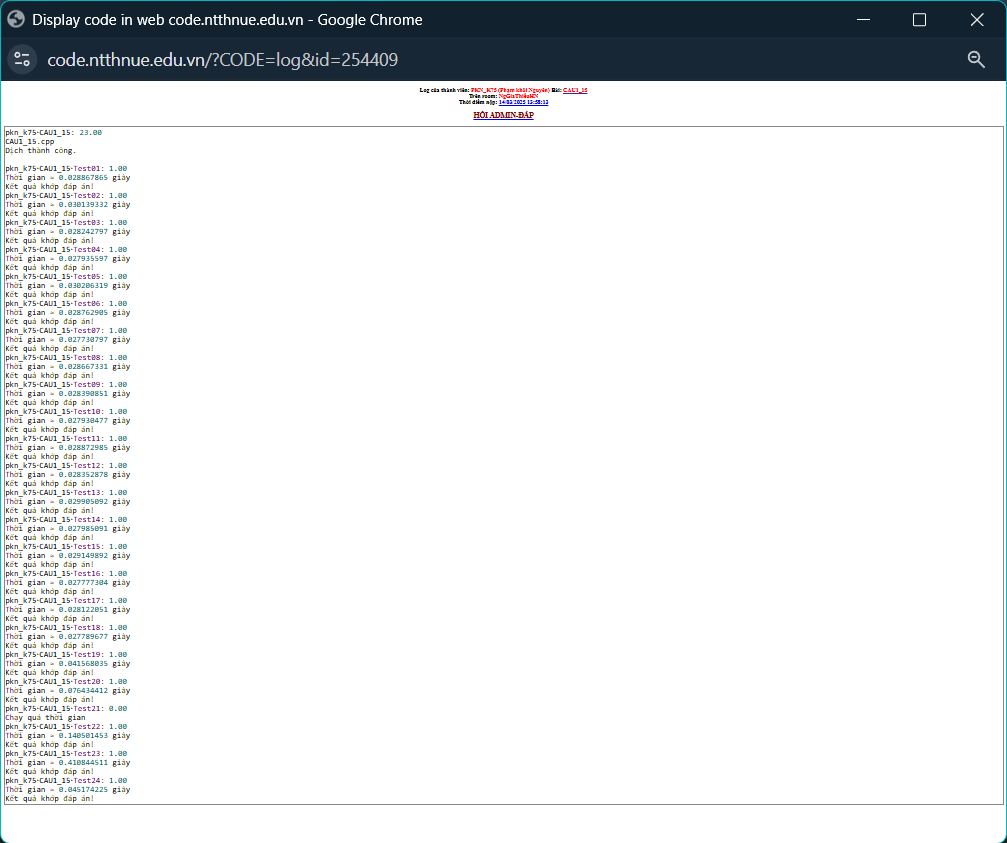 Display code in web code.ntthnue.edu.vn - Google Chrome
code.ntthnue.edu.vn/?CODE=log&id=254409
Log của thành viên: PKN_K75 (Phạm khôi Nguyên) Bài: CAU1_15
Trên room: NgGiaThiềuHN
Thời điểm nộp: 14/03/2025 13:58:13
HỎI ADMIN-ĐÁP
pkn_k75‣CAU1_15: 23.00
CAU1_15.cpp
Dịch thành công.
pkn_k75‣CAU1_15‣Test01: 1.00
Thời gian ≈ 0.028867865 giây
Kết quả khớp đáp án!
pkn_k75‣CAU1_15‣Test02: 1.00
Thời gian ≈ 0.030139332 giây
Kết quả khớp đáp án!
pkn_k75‣CAU1_15‣Test03: 1.00
Thời gian ≈ 0.028242797 giây
Kết quả khớp đáp án!
pkn_k75‣CAU1_15‣Test04: 1.00
Thời gian ≈ 0.027935597 giây
Kết quả khớp đáp án!
pkn_k75‣CAU1_15‣Test05: 1.00
Thời gian ≈ 0.030206319 giây
Kết quả khớp đáp án!
pkn_k75‣CAU1_15‣Test06: 1.00
Thời gian ≈ 0.028762905 giây
Kết quả khớp đáp án!
pkn_k75‣CAU1_15‣Test07: 1.00
Thời gian ≈ 0.027730797 giây
Kết quả khớp đáp án!
pkn_k75‣CAU1_15‣Test08: 1.00
Thời gian ≈ 0.028667331 giây
Kết quả khớp đáp án!
pkn_k75‣CAU1_15‣Test09: 1.00
Thời gian ≈ 0.028390851 giây
Kết quả khớp đáp án!
pkn_k75‣CAU1_15‣Test10: 1.00
Thời gian ≈ 0.027930477 giây
Kết quả khớp đáp án!
pkn_k75‣CAU1_15‣Test11: 1.00
Thời gian ≈ 0.028872985 giây
Kết quả khớp đáp án!
pkn_k75‣CAU1_15‣Test12: 1.00
Thời gian ≈ 0.028352878 giây
Kết quả khớp đáp án!
pkn_k75‣CAU1_15‣Test13: 1.00
Thời gian ≈ 0.029905092 giây
Kết quả khớp đáp án!
pkn_k75‣CAU1_15‣Test14: 1.00
Thời gian ≈ 0.027985091 giây
Kết quả khớp đáp án!
pkn_k75‣CAU1_15‣Test15: 1.00
Thời gian ≈ 0.029149892 giây
Kết quả khớp đáp án!
pkn_k75‣CAU1_15‣Test16: 1.00
Thời gian ≈ 0.027777304 giây
Kết quả khớp đáp án!
pkn_k75‣CAU1_15‣Test17: 1.00
Thời gian ≈ 0.028122051 giây
Kết quả khớp đáp án!
pkn_k75‣CAU1_15‣Test18: 1.00
Thời gian ≈ 0.027789677 giây
Kết quả khớp đáp án!
pkn_k75‣CAU1_15‣Test19: 1.00
Thời gian ≈ 0.041568035 giây
Kết quả khớp đáp án!
pkn_k75‣CAU1_15‣Test20: 1.00
Thời gian ≈ 0.076434412 giây
Kết quả khớp đáp án!
pkn_k75‣CAU1_15‣Test21: 0.00
Chạy quá thời gian
pkn_k75‣CAU1_15‣Test22: 1.00
Thời gian ≈ 0.140501453 giây
Kết quả khớp đáp án!
pkn_k75‣CAU1_15‣Test23: 1.00
Thời gian ≈ 0.410844511 giây
Kết quả khớp đáp án!
pkn_k75‣CAU1_15‣Test24: 1.00
Thời gian ≈ 0.045174225 giây
Kết quả khớp đáp án!